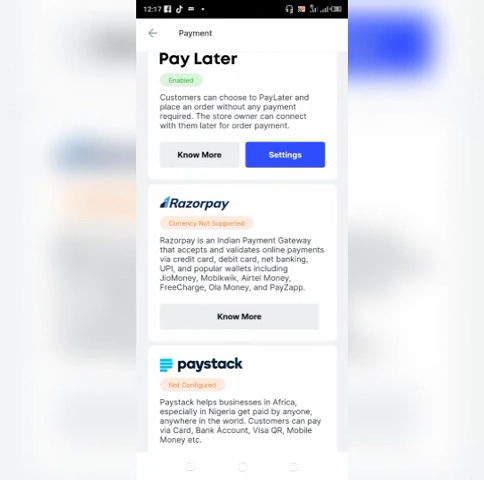 12:17
Payment
Pay Later
Enabled
Customers can choose to PayLater and
place an order without any payment
required. The store owner can connect
with them later for order payment.
Know More
Settings
Razorpay
Currency Not Supported
Razorpay is an Indian Payment Gateway
that accepts and validates online payments
via credit card, debit card, net banking,
UPI, and popular wallets including
JioMoney, Mobikwik, Airtel Money,
FreeCharge, Ola Money, and PayZapp.
Know More
paystack
Not Configured
Paystack helps businesses in Africa,
especially in Nigeria get paid by anyone,
anywhere in the world. Customers can pay
via Card, Bank Account, Visa QR, Mobile
Money etc.